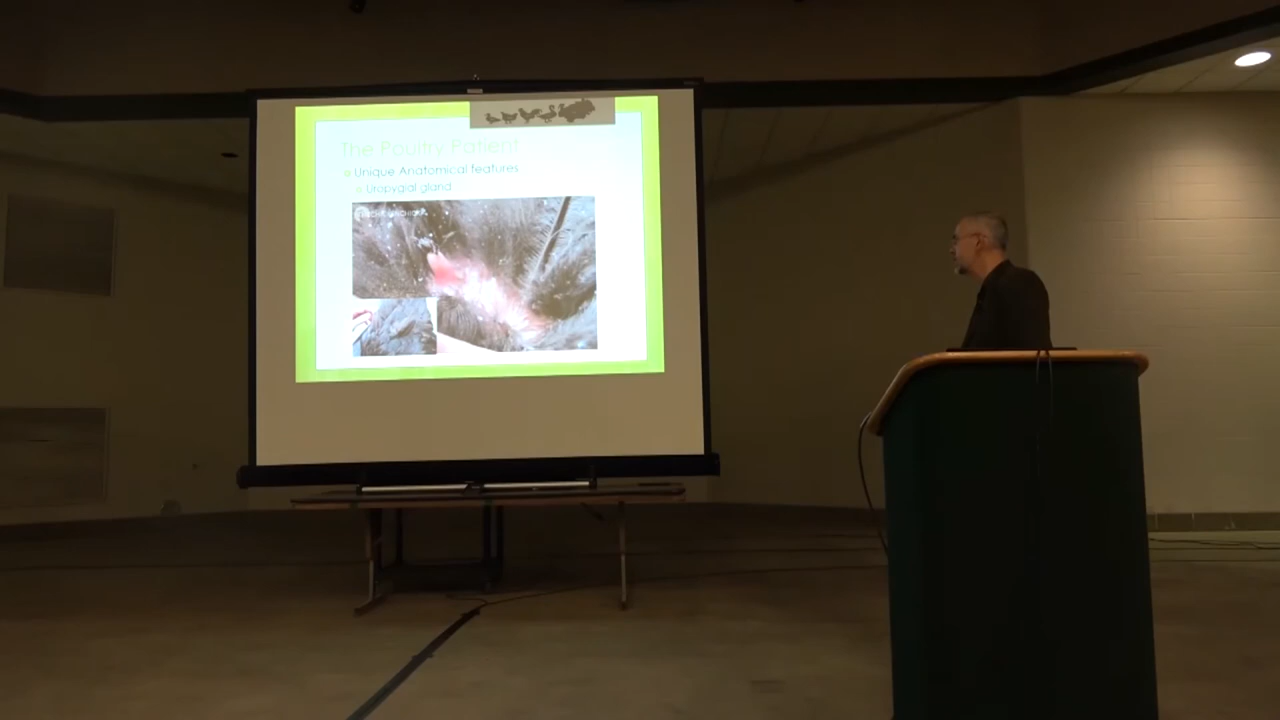 The Poultry Patient
Unique Anatomical features
Uropygial gland